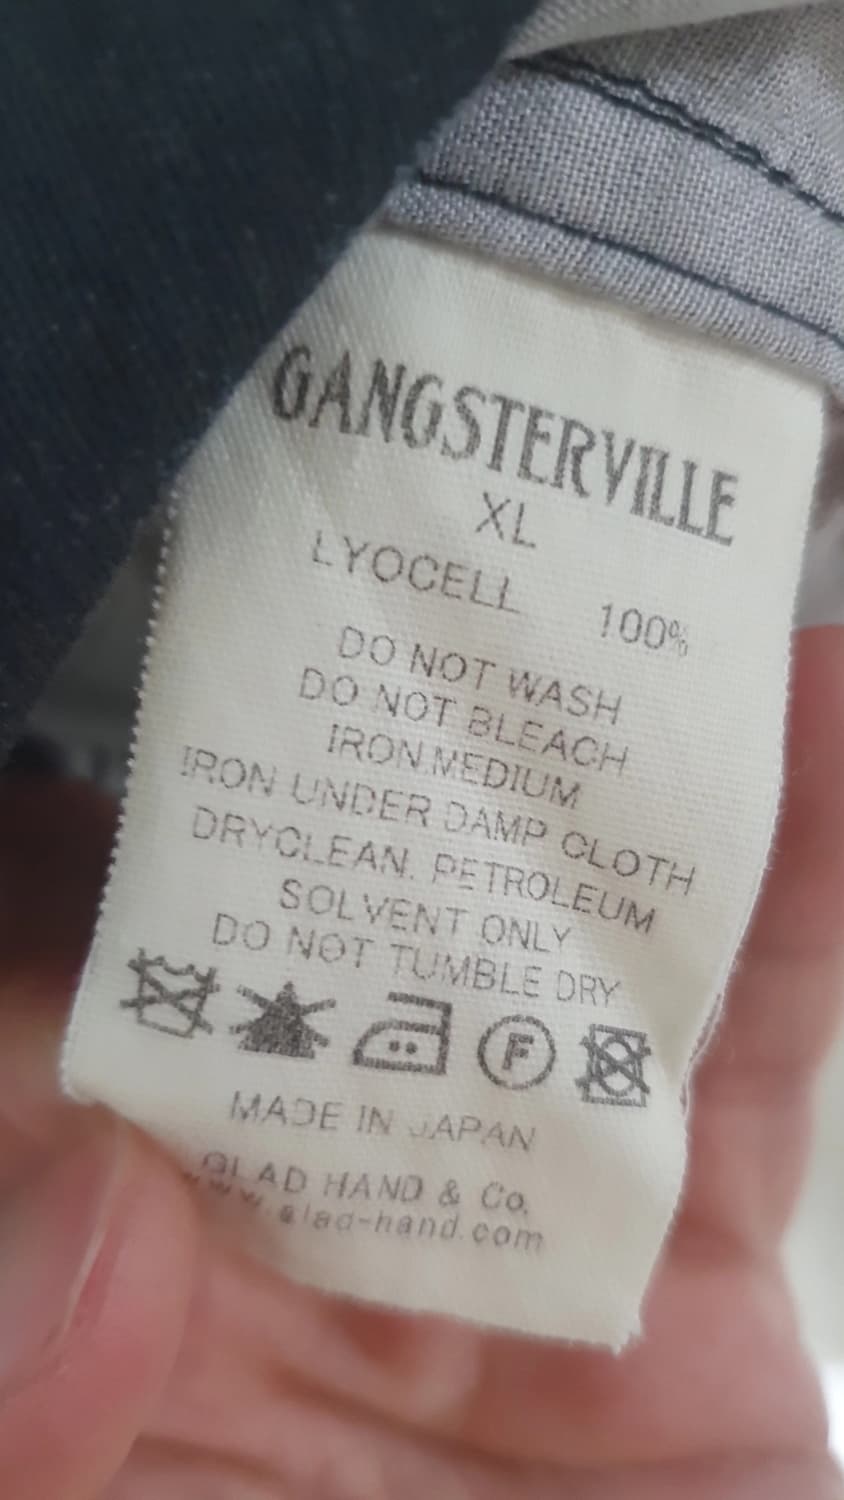 GANGSTERVILLE
XL
LYOCELL 100%
DO NOT WASH
DO NOT BLEACH
IRON.MEDIUM
IRON UNDER DAMP CLOTH
DRYCLEAN. PETROLEUM
SOLVENT ONLY
DO NOT TUMBLE DRY
F
MADE IN JAPAN
GLAD HAND & Co.
www.glad-hand.com